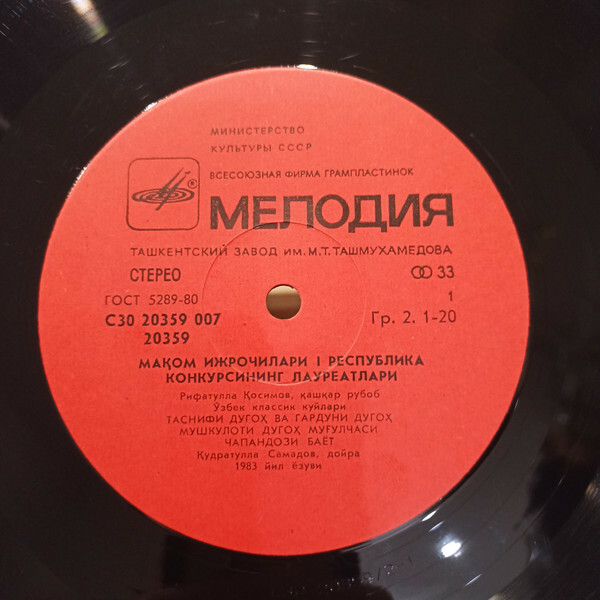 МИНИСТЕРСТВО
КУЛЬТУРЫ СССР
ВСЕСОЮЗНАЯ ФИРМА ГРАМПЛАСТИНОК
МЕЛОДИЯ
ТАШКЕНТСКИЙ ЗАВОД ИМ. М.Т.ТАШМУХАМЕДОВА
СТЕРЕО 33
ГОСТ 5289-80 1
С30 20359 007 Гр. 2. 1-20
20359
МАҚОМ ИЖРОЧИЛАРИ I РЕСПУБЛИКА
КОНКУРСИНИНГ ЛАУРЕАТЛАРИ
Рифатулла Қосимов, қашқар рубоб
Ўзбек классик куйлари
ТАСНИФИ ДУГОҲ ВА ГАРДУНИ ДУГОҲ
МУШКУЛОТИ ДУГОҲ МУҒУЛЧАСИ
ЧАПАНДОЗИ БАЁТ
Қудратулла Самадов, дойра
1983 йил ёзуви